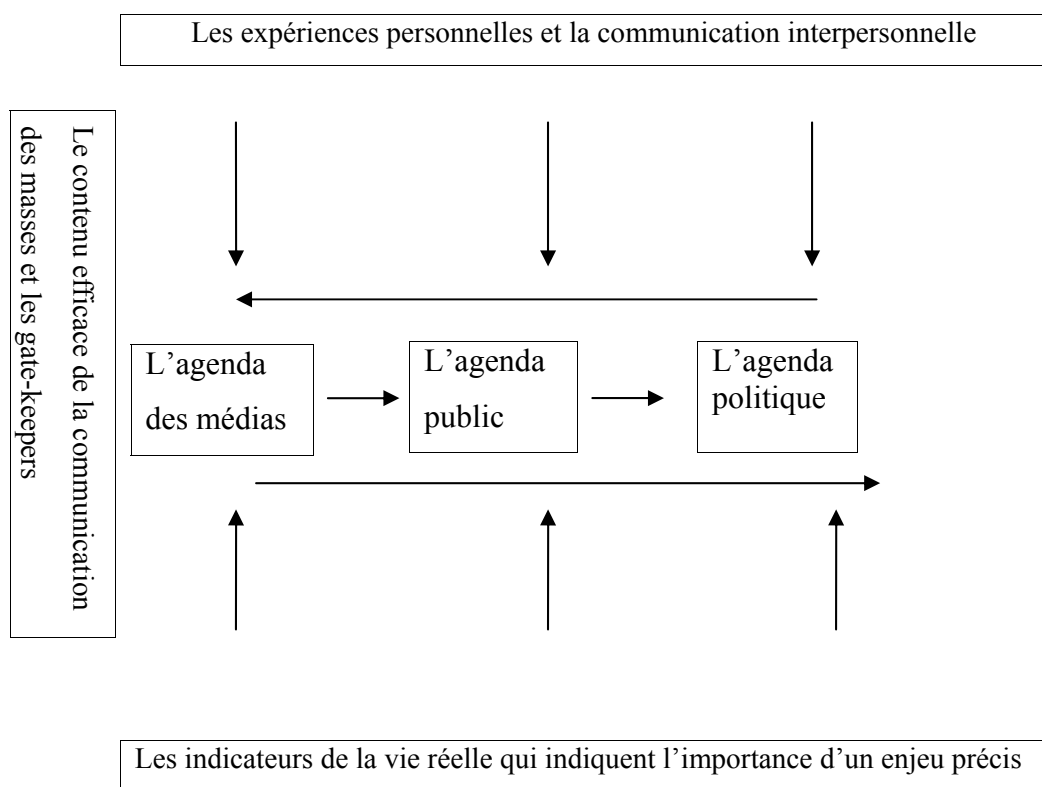 Les expériences personnelles et la communication interpersonnelle
Le contenu efficace de la communication
des masses et les gate-keepers
L’agenda
des médias
L’agenda
public
L’agenda
politique
Les indicateurs de la vie réelle qui indiquent l’importance d’un enjeu précis